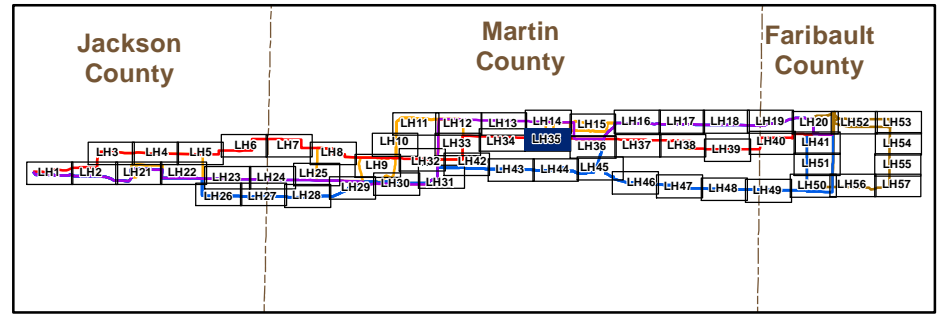 Jackson
County
Martin
County
Faribault
County
LH11 LH12 LH13 LH14 LH15 LH16 LH17 LH18 LH19 LH20 LH52 LH53
LH3 LH4 LH5 LH6 LH7 LH8 LH10 LH33 LH34 LH35 LH36 LH37 LH38 LH39 LH40 LH41 LH54
LH1 LH2 LH21 LH22 LH23 LH24 LH25 LH9 LH32 LH42 LH43 LH44 LH45 LH51 LH55
LH26 LH27 LH28 LH29 LH30 LH31 LH46 LH47 LH48 LH49 LH50 LH56 LH57